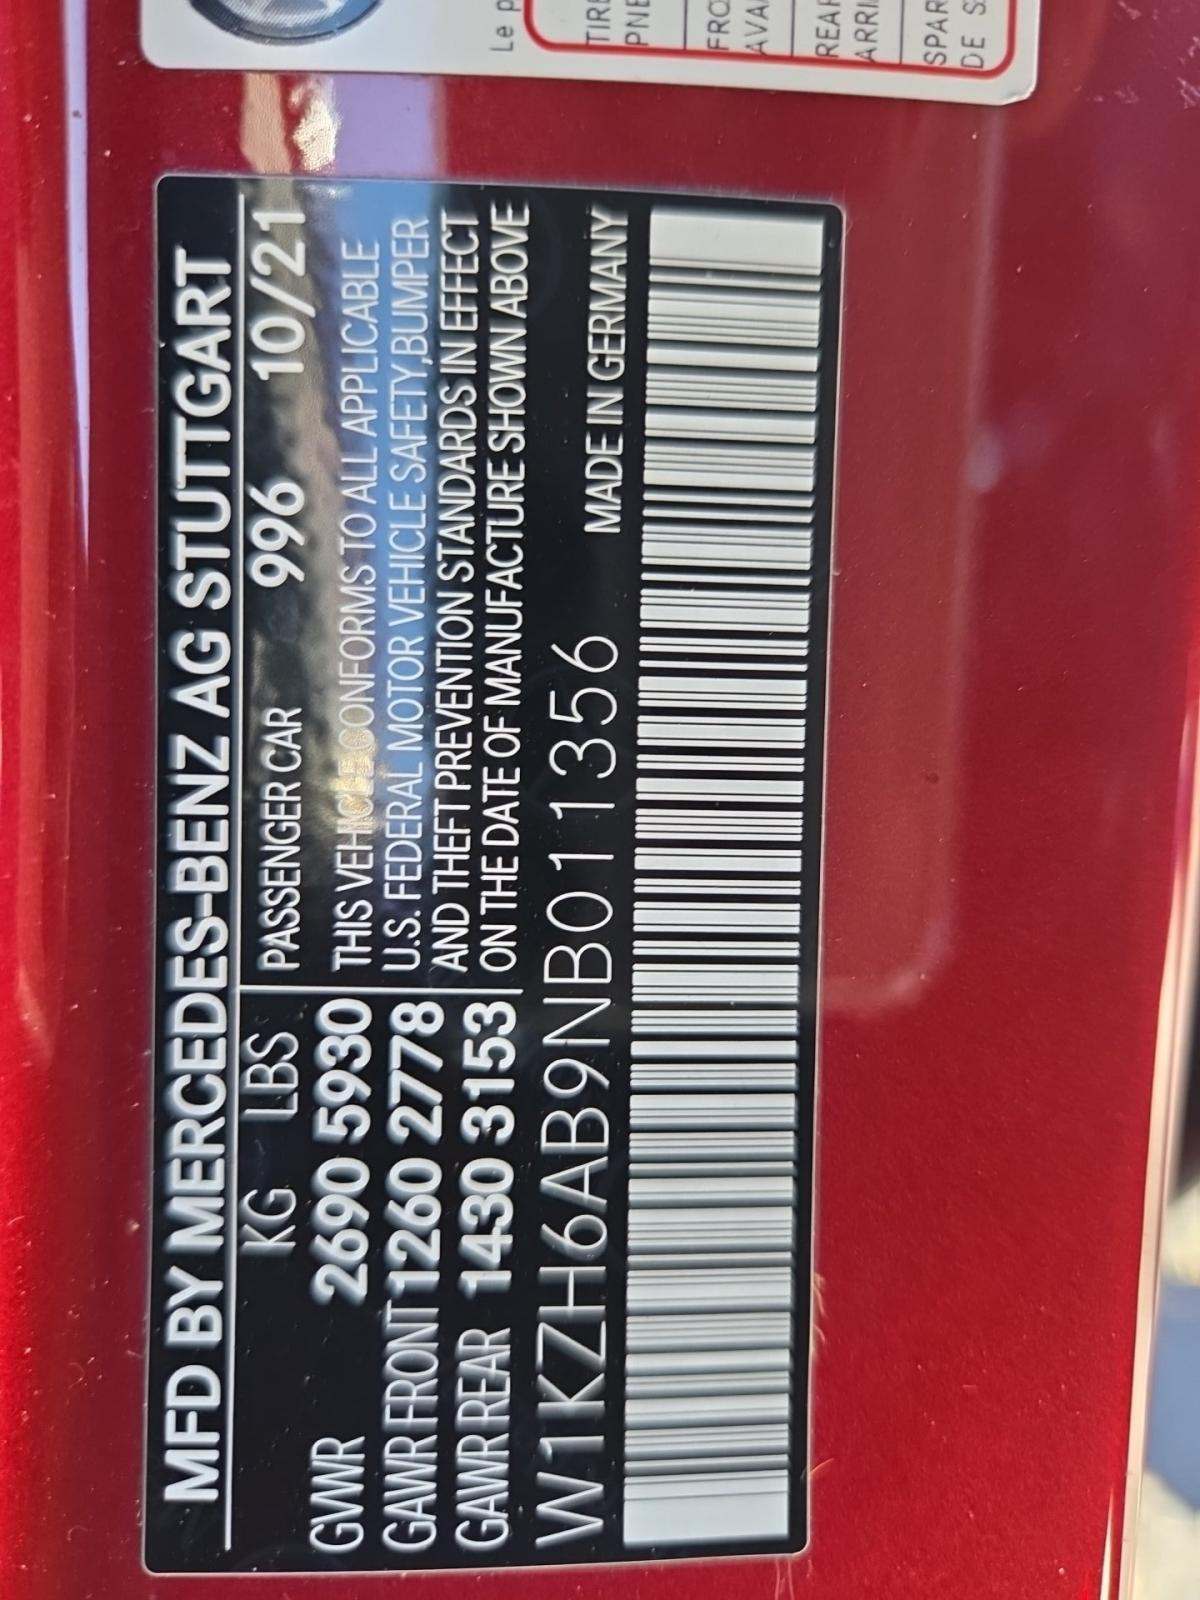 MFD BY MERCEDES-BENZ AG STUTTGART
KG LBS PASSENGER CAR 996 10/21
GVWR 2690 5930 THIS VEHICLE CONFORMS TO ALL APPLICABLE
GAWR FRONT 1260 2778 U.S. FEDERAL MOTOR VEHICLE SAFETY,BUMPER
GAWR REAR 1430 3153 AND THEFT PREVENTION STANDARDS IN EFFECT
ON THE DATE OF MANUFACTURE SHOWN ABOVE
W1KZH6AB9NB011356 MADE IN GERMANY
Le
DE